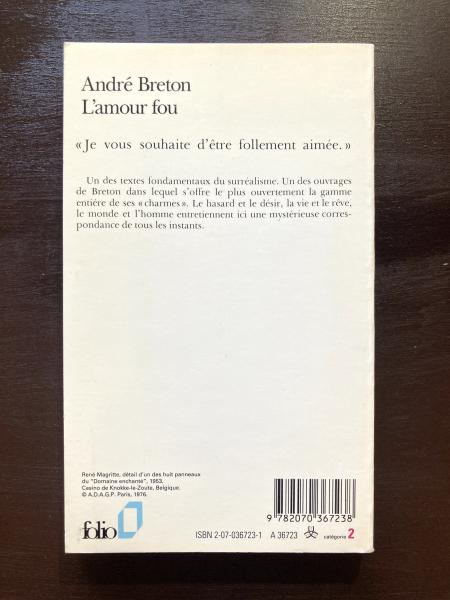 André Breton
L'amour fou
« Je vous souhaite d'être follement aimée. »
Un des textes fondamentaux du surréalisme. Un des ouvrages
de Breton dans lequel s'offre le plus ouvertement la gamme
entière de ses « charmes ». Le hasard et le désir, la vie et le rêve,
le monde et l'homme entretiennent ici une mystérieuse corres-
pondance de tous les instants.
René Magritte, détail d'un des huit panneaux
du "Domaine enchanté", 1953.
Casino de Knokke-le-Zoute, Belgique.
© A.D.A.G.P. Paris, 1976.
9 782070 367238
folio
ISBN 2-07-036723-1 A 36723 catégorie 2